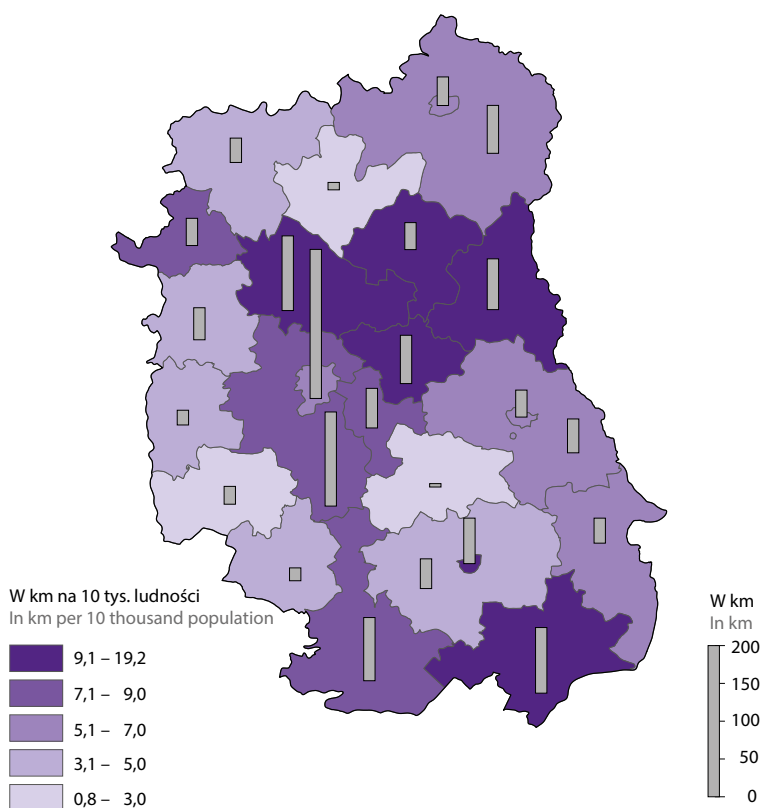 W km na 10 tys. ludności
In km per 10 thousand population
9,1 – 19,2
7,1 – 9,0
5,1 – 7,0
3,1 – 5,0
0,8 – 3,0
W km
In km
200
150
100
50
0